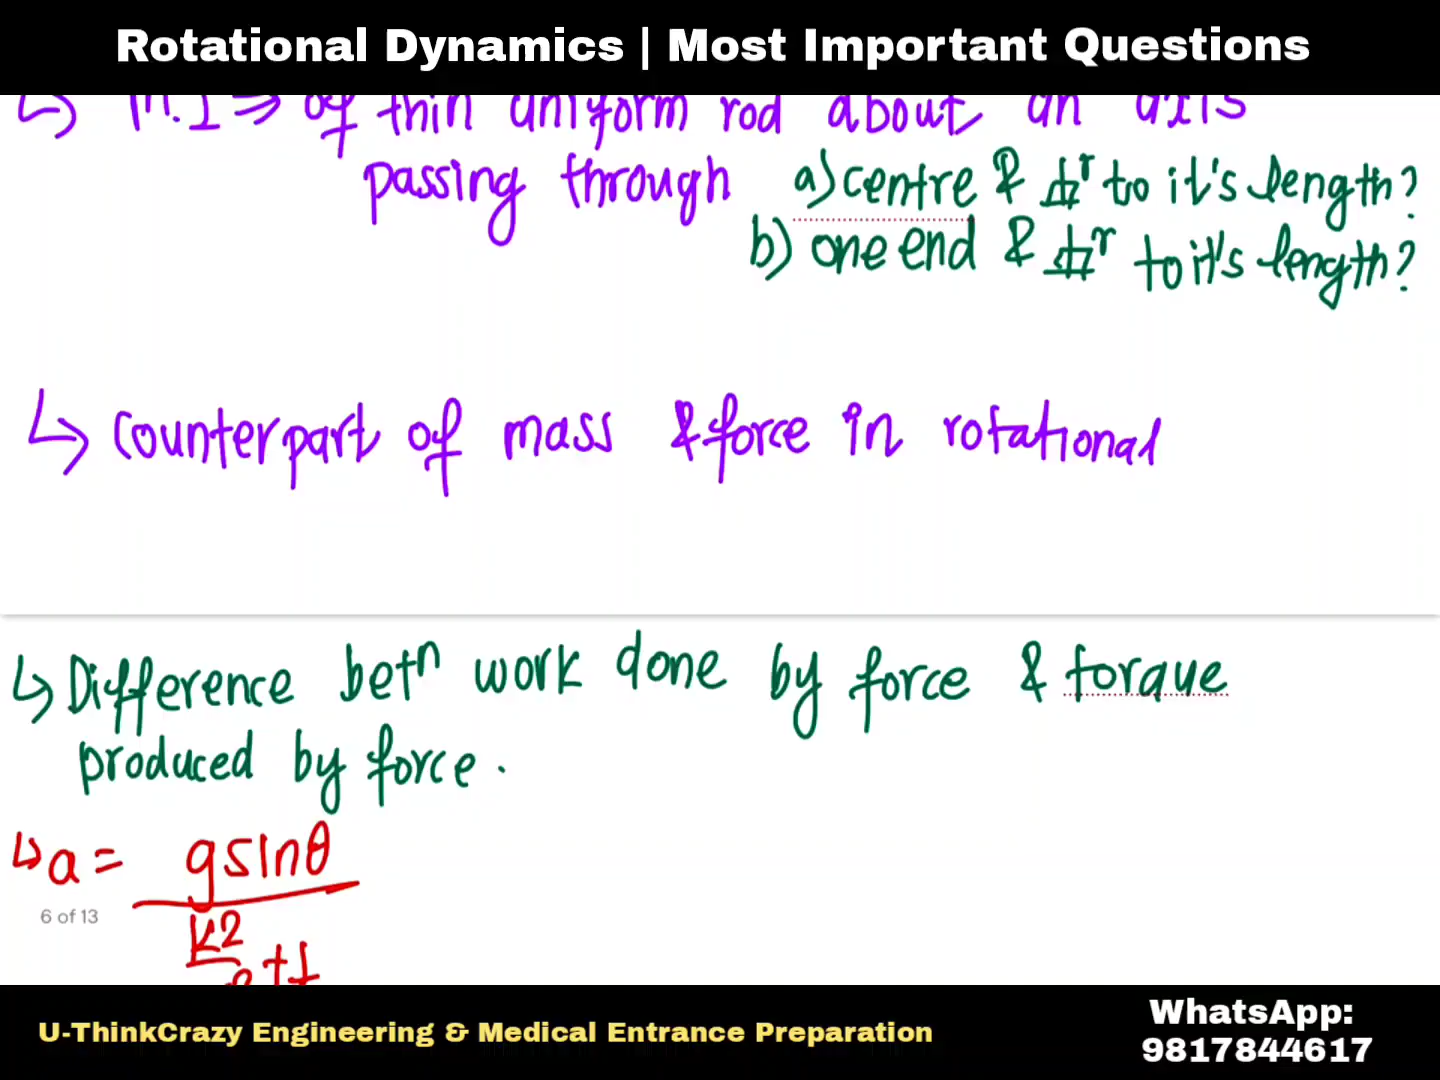 Rotational Dynamics | Most Important Questions
↳ M.I ⇒ of thin uniform rod about an axis
passing through a) centre & ⊥r to it's length?
b) one end & ⊥r to it's length?
↳ counterpart of mass & force in rotational
↳ Difference betn work done by force & torque
produced by force.
↳ a = gsinθ
6 of 13
k2
+1
U-ThinkCrazy Engineering & Medical Entrance Preparation
WhatsApp:
9817844617